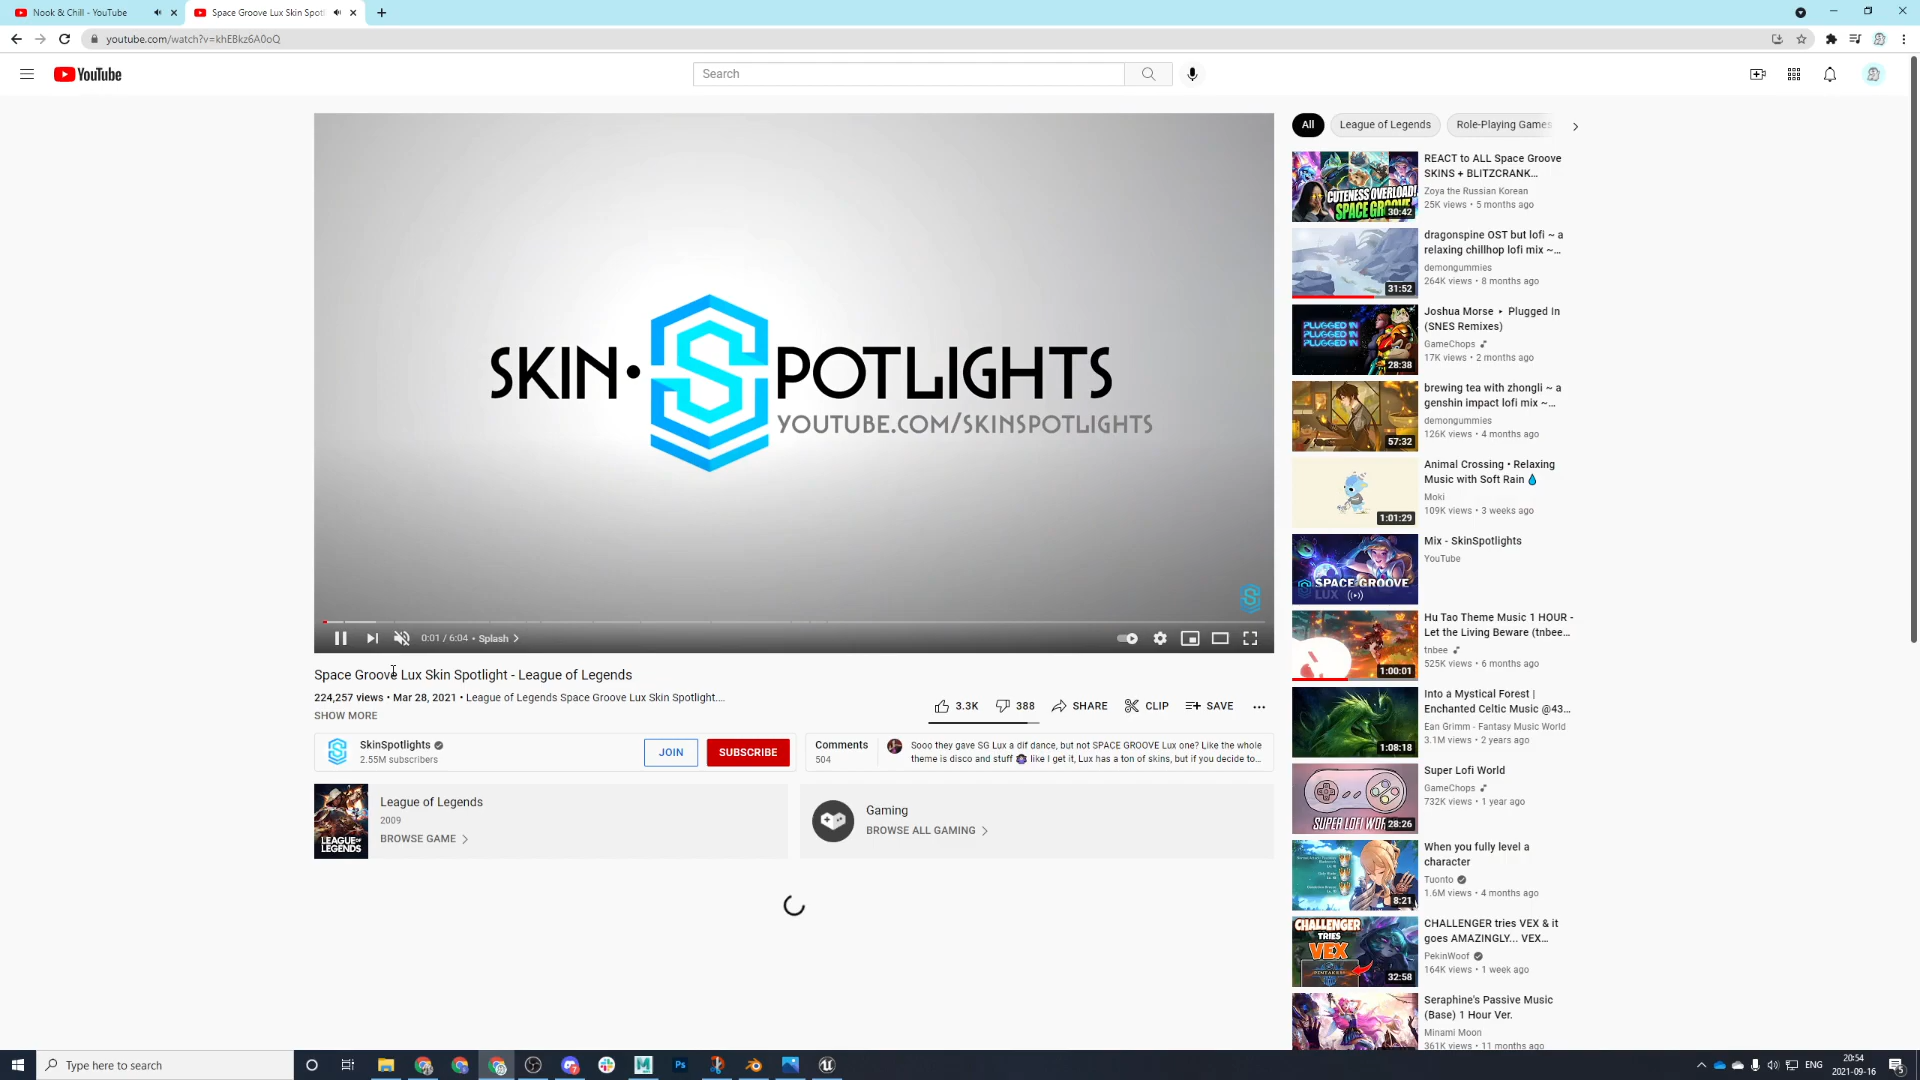 Nook & Chill - YouTube
Space Groove Lux Skin Spotl
youtube.com/watch?v=khEBkz6A0oQ
YouTube
Search
SKIN·SPOTLIGHTS
YOUTUBE.COM/SKINSPOTLIGHTS
0:01 / 6:04 • Splash
Space Groove Lux Skin Spotlight - League of Legends
224,257 views • Mar 28, 2021 • League of Legends Space Groove Lux Skin Spotlight....
SHOW MORE
3.3K
388
SHARE
CLIP
SAVE
SkinSpotlights
2.55M subscribers
JOIN
SUBSCRIBE
Comments
504
Sooo they gave SG Lux a dif dance, but not SPACE GROOVE Lux one? Like the whole
theme is disco and stuff like I get it, Lux has a ton of skins, but if you decide to...
LEAGUE OF
LEGENDS
League of Legends
2009
BROWSE GAME
Gaming
BROWSE ALL GAMING
All
League of Legends
Role-Playing Games
CUTENESS OVERLOAD!
SPACE GROOVE
30:42
REACT to ALL Space Groove
SKINS + BLITZCRANK...
Zoya the Russian Korean
25K views • 5 months ago
31:52
dragonspine OST but lofi ~ a
relaxing chillhop lofi mix ~...
demongummies
264K views • 8 months ago
PLUGGED IN
PLUGGED IN
PLUGGED IN
28:38
Joshua Morse ‣ Plugged In
(SNES Remixes)
GameChops
17K views • 2 months ago
57:32
brewing tea with zhongli ~ a
genshin impact lofi mix ~...
demongummies
126K views • 4 months ago
1:01:29
Animal Crossing • Relaxing
Music with Soft Rain 💧
Moki
109K views • 3 weeks ago
SPACE GROOVE
LUX
Mix - SkinSpotlights
YouTube
1:00:01
Hu Tao Theme Music 1 HOUR -
Let the Living Beware (tnbee...
tnbee
525K views • 6 months ago
1:08:18
Into a Mystical Forest |
Enchanted Celtic Music @43...
Ean Grimm - Fantasy Music World
3.1M views • 2 years ago
SUPER LOFI WOR
28:26
Super Lofi World
GameChops
732K views • 1 year ago
8:21
When you fully level a
character
Tuonto
1.6M views • 4 months ago
CHALLENGER
TRIES
VEX
32:58
CHALLENGER tries VEX & it
goes AMAZINGLY... VEX...
PekinWoof
164K views • 1 week ago
Seraphine's Passive Music
(Base) 1 Hour Ver.
Minami Moon
361K views • 11 months ago
Type here to search
M
Ps
ENG
20:54
2021-09-16
5